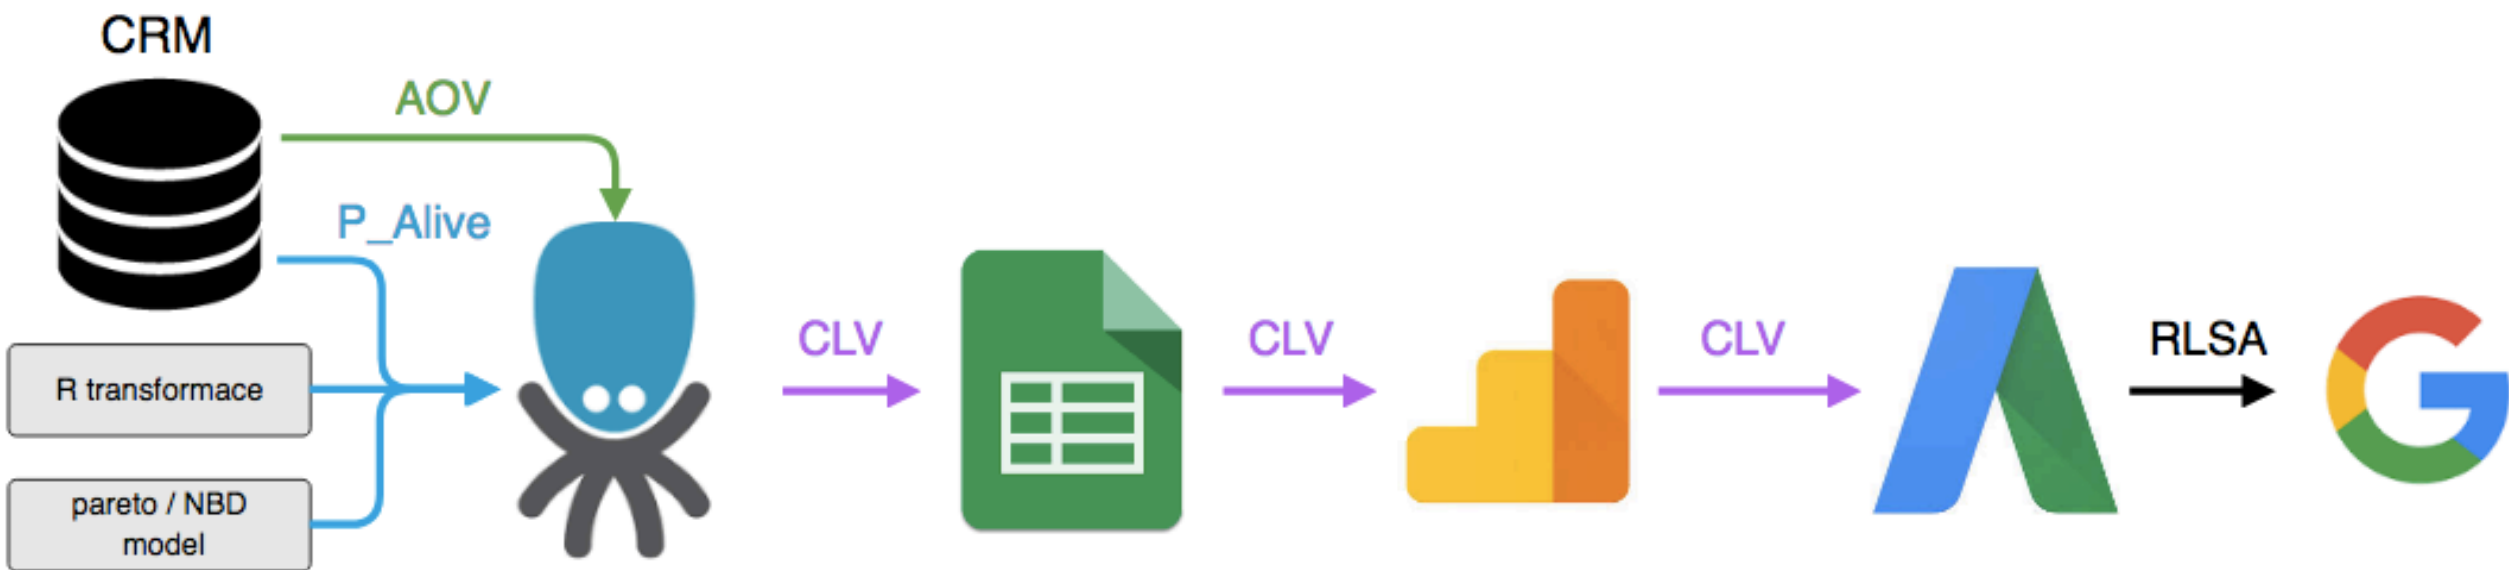 CRM
AOV
P_Alive
R transformace
pareto / NBD
model
CLV
CLV
CLV
RLSA